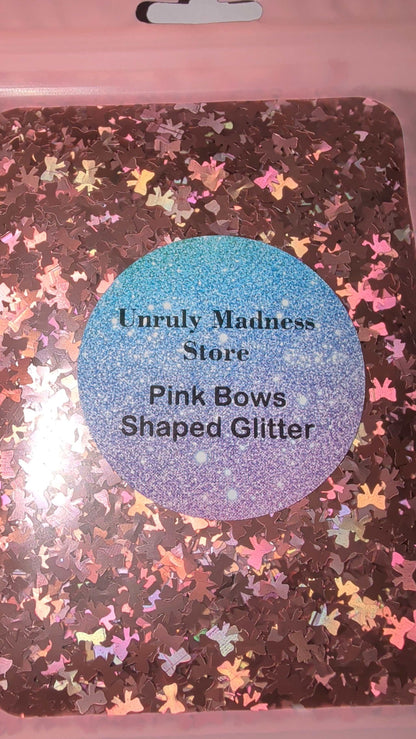 Unruly Madness
Store
Pink Bows
Shaped Glitter